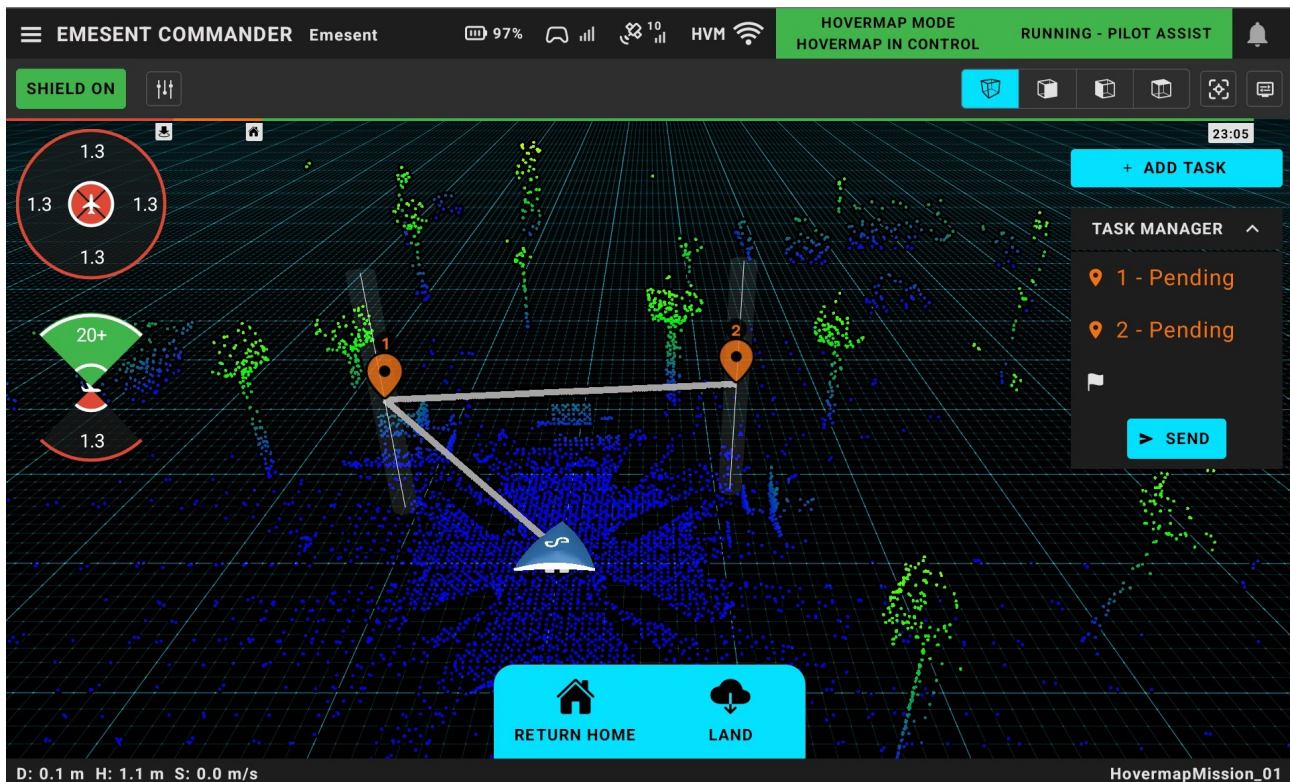 EMESENT COMMANDER Emesent 97% 10 HVM
HOVERMAP MODE
HOVERMAP IN CONTROL
RUNNING - PILOT ASSIST
SHIELD ON
23:05
1.3
1.3 1.3
1.3
20+
1.3
+ ADD TASK
TASK MANAGER
1 - Pending
2 - Pending
SEND
1
2
RETURN HOME LAND
D: 0.1 m H: 1.1 m S: 0.0 m/s HovermapMission_01